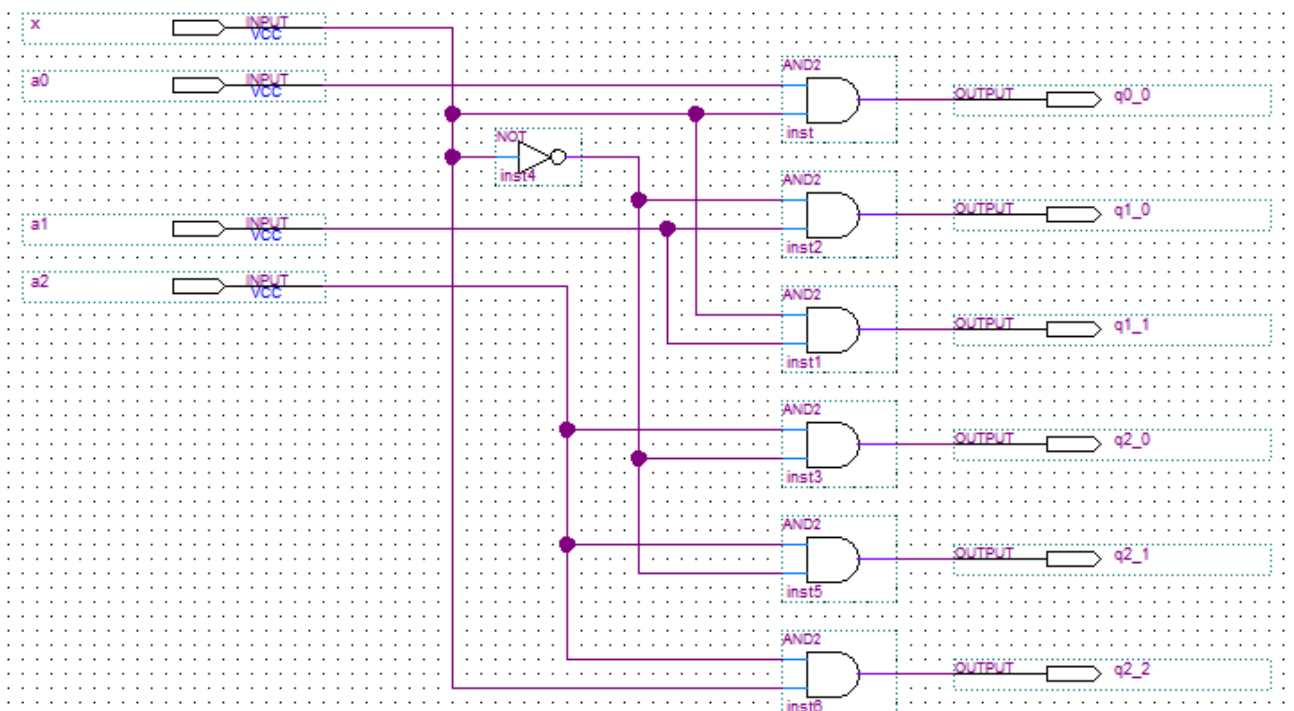 x
INPUT
VCC
a0
INPUT
VCC
AND2
inst
OUTPUT
q0_0
NOT
inst4
AND2
inst2
OUTPUT
q1_0
a1
INPUT
VCC
a2
INPUT
VCC
AND2
inst1
OUTPUT
q1_1
AND2
inst3
OUTPUT
q2_0
AND2
inst5
OUTPUT
q2_1
AND2
inst6
OUTPUT
q2_2